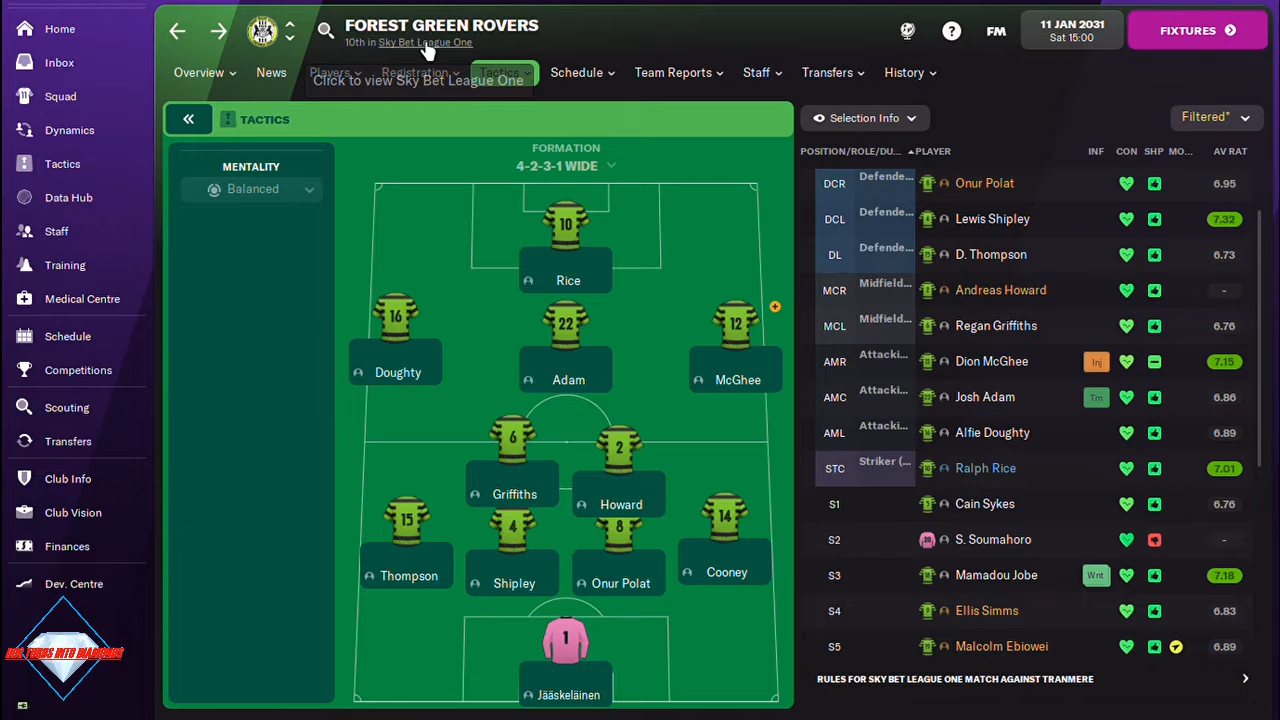 Home
Inbox
Squad
Dynamics
Tactics
Data Hub
Staff
Training
Medical Centre
Schedule
Competitions
Scouting
Transfers
Club Info
Club Vision
Finances
Dev. Centre
FOREST GREEN ROVERS
10th in Sky Bet League One
FM
11 JAN 2031
Sat 15:00
FIXTURES
Overview News Players Registration Tactics Schedule Team Reports Staff Transfers History
Click to view Sky Bet League One
TACTICS
MENTALITY
Balanced
FORMATION
4-2-3-1 WIDE
10
Rice
16
Doughty
22
Adam
12
McGhee
6
Griffiths
2
Howard
15
Thompson
4
Shipley
8
Onur Polat
14
Cooney
1
Jääskeläinen
Selection Info
Filtered*
POSITION/ROLE/DU... PLAYER INF CON SHP MO... AV RAT
DCR Defende... Onur Polat 6.95
DCL Defende... Lewis Shipley 7.32
DL Defende... D. Thompson 6.73
MCR Midfield... Andreas Howard -
MCL Midfield... Regan Griffiths 6.76
AMR Attacki... Dion McGhee Inj 7.15
AMC Attacki... Josh Adam Trn 6.86
AML Attacki... Alfie Doughty 6.89
STC Striker (... Ralph Rice 7.01
S1 Cain Sykes 6.76
S2 S. Soumahoro -
S3 Mamadou Jobe Wnt 7.18
S4 Ellis Simms 6.83
S5 Malcolm Ebiowei 6.89
RULES FOR SKY BET LEAGUE ONE MATCH AGAINST TRANMERE